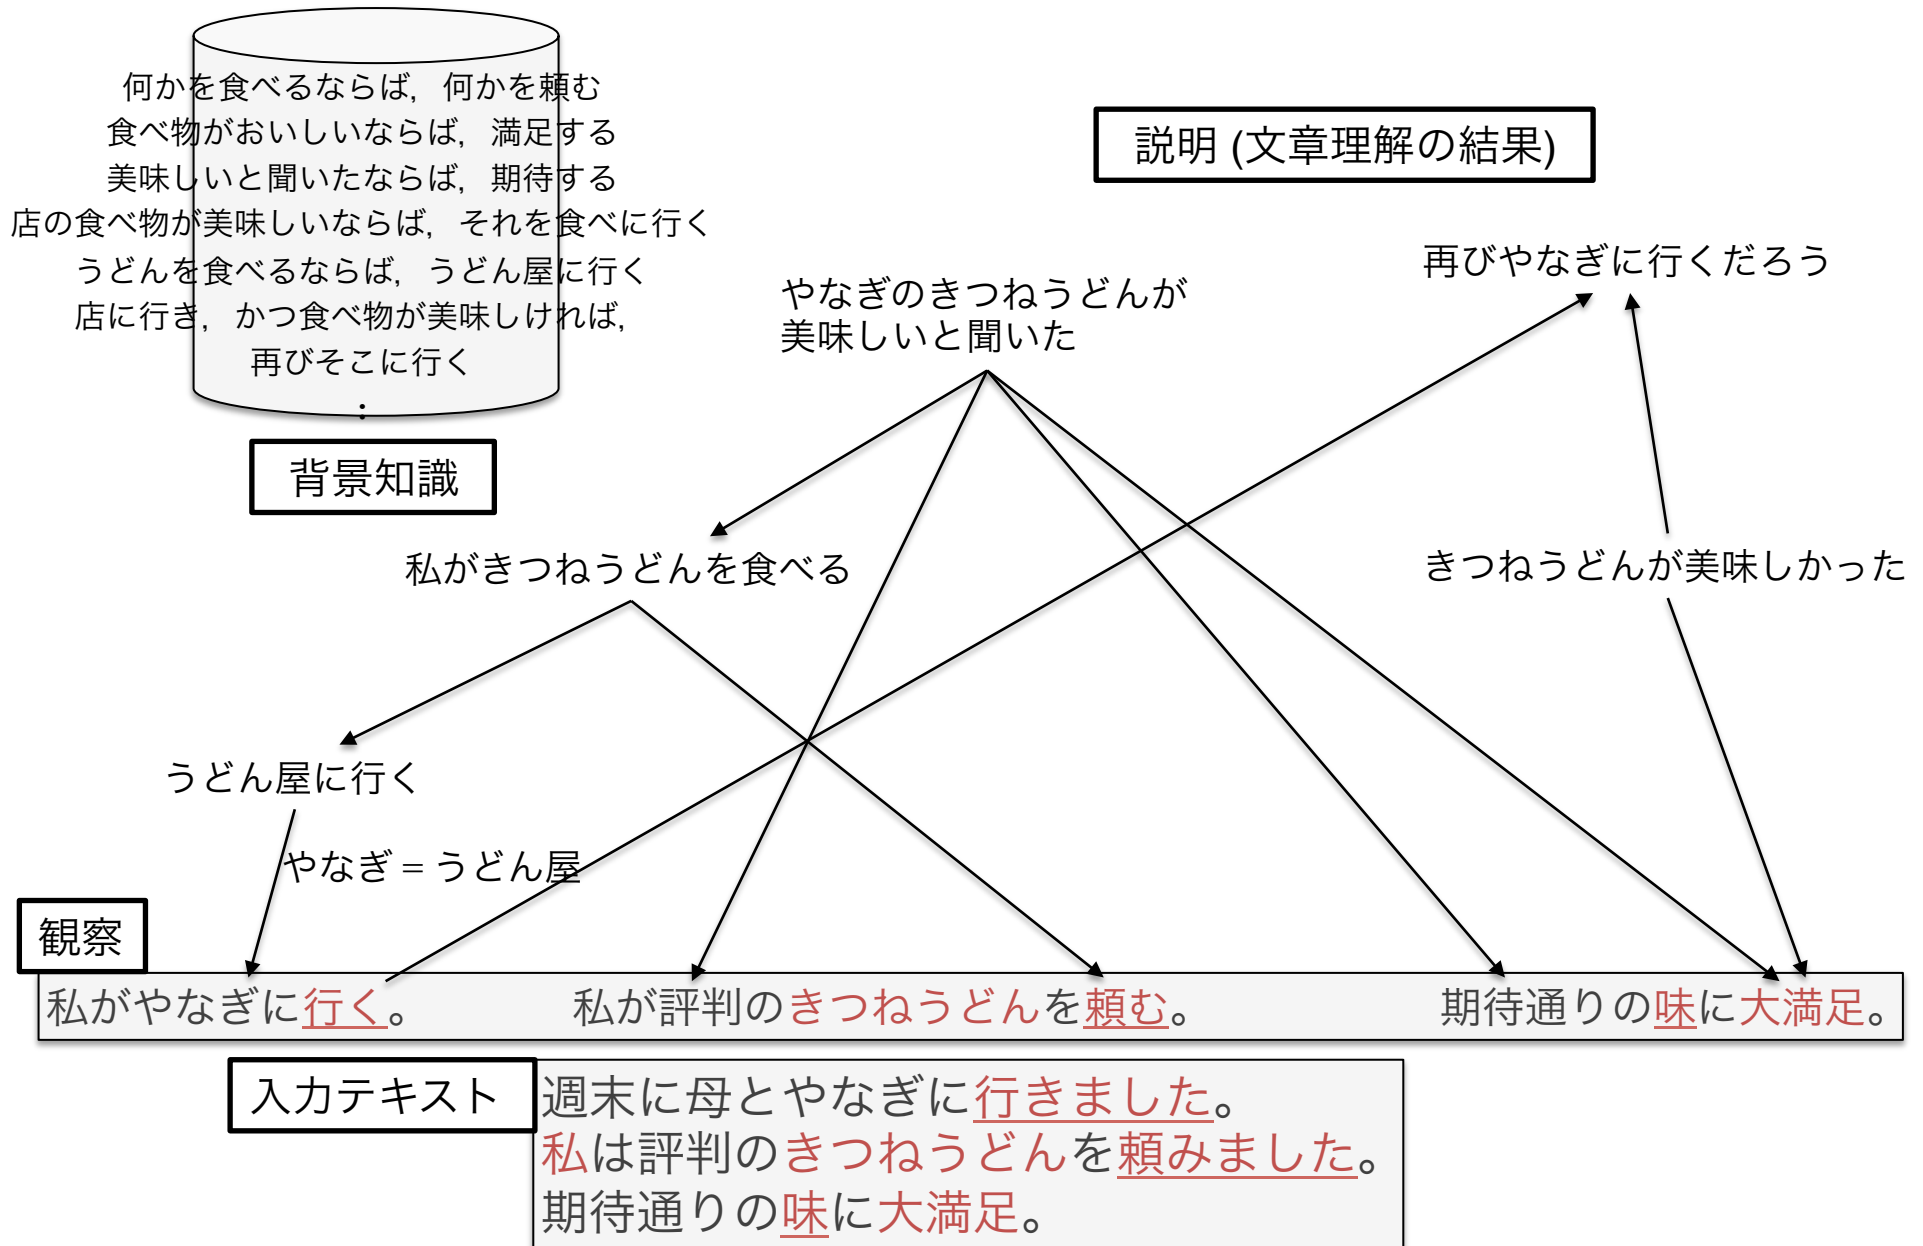 何かを食べるならば，何かを頼む
食べ物がおいしいならば，満足する
美味しいと聞いたならば，期待する
店の食べ物が美味しいならば，それを食べに行く
うどんを食べるならば，うどん屋に行く
店に行き，かつ食べ物が美味しければ，
再びそこに行く
：
背景知識
説明 (文章理解の結果)
再びやなぎに行くだろう
やなぎのきつねうどんが
美味しいと聞いた
私がきつねうどんを食べる
きつねうどんが美味しかった
うどん屋に行く
やなぎ = うどん屋
観察
私がやなぎに行く。
私が評判のきつねうどんを頼む。
期待通りの味に大満足。
入力テキスト
週末に母とやなぎに行きました。
私は評判のきつねうどんを頼みました。
期待通りの味に大満足。